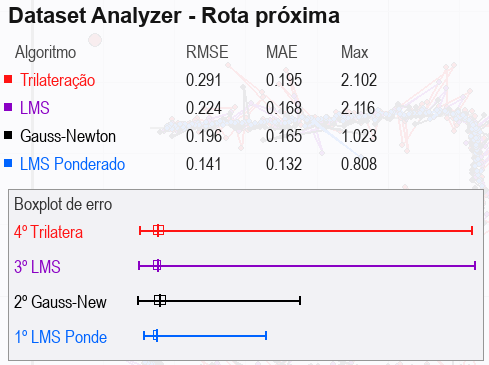 Dataset Analyzer - Rota próxima
Algoritmo RMSE MAE Max
Trilateração 0.291 0.195 2.102
LMS 0.224 0.168 2.116
Gauss-Newton 0.196 0.165 1.023
LMS Ponderado 0.141 0.132 0.808
Boxplot de erro
4º Trilatera
3º LMS
2º Gauss-New
1º LMS Ponde